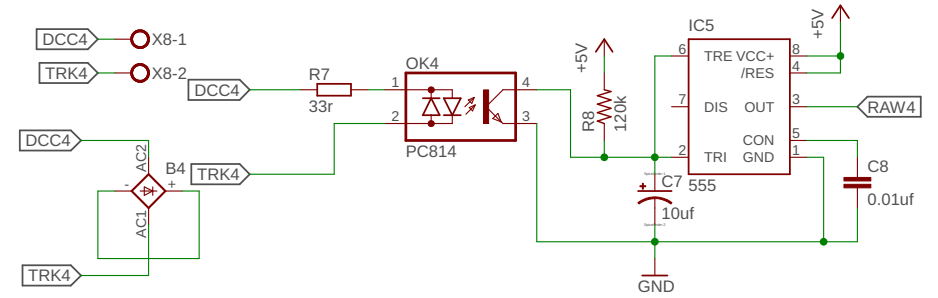 DCC4
X8-1
TRK4
X8-2
DCC4
R7
33r
OK4
1
2
4
3
PC814
DCC4
AC2
B4
-
+
AC1
TRK4
TRK4
+5V
R8
120k
IC5
+5V
6
TRE
VCC+
8
/RES
4
7
DIS
OUT
3
RAW4
CON
5
2
TRI
GND
1
555
C7
+
10uf
C8
0.01uf
GND